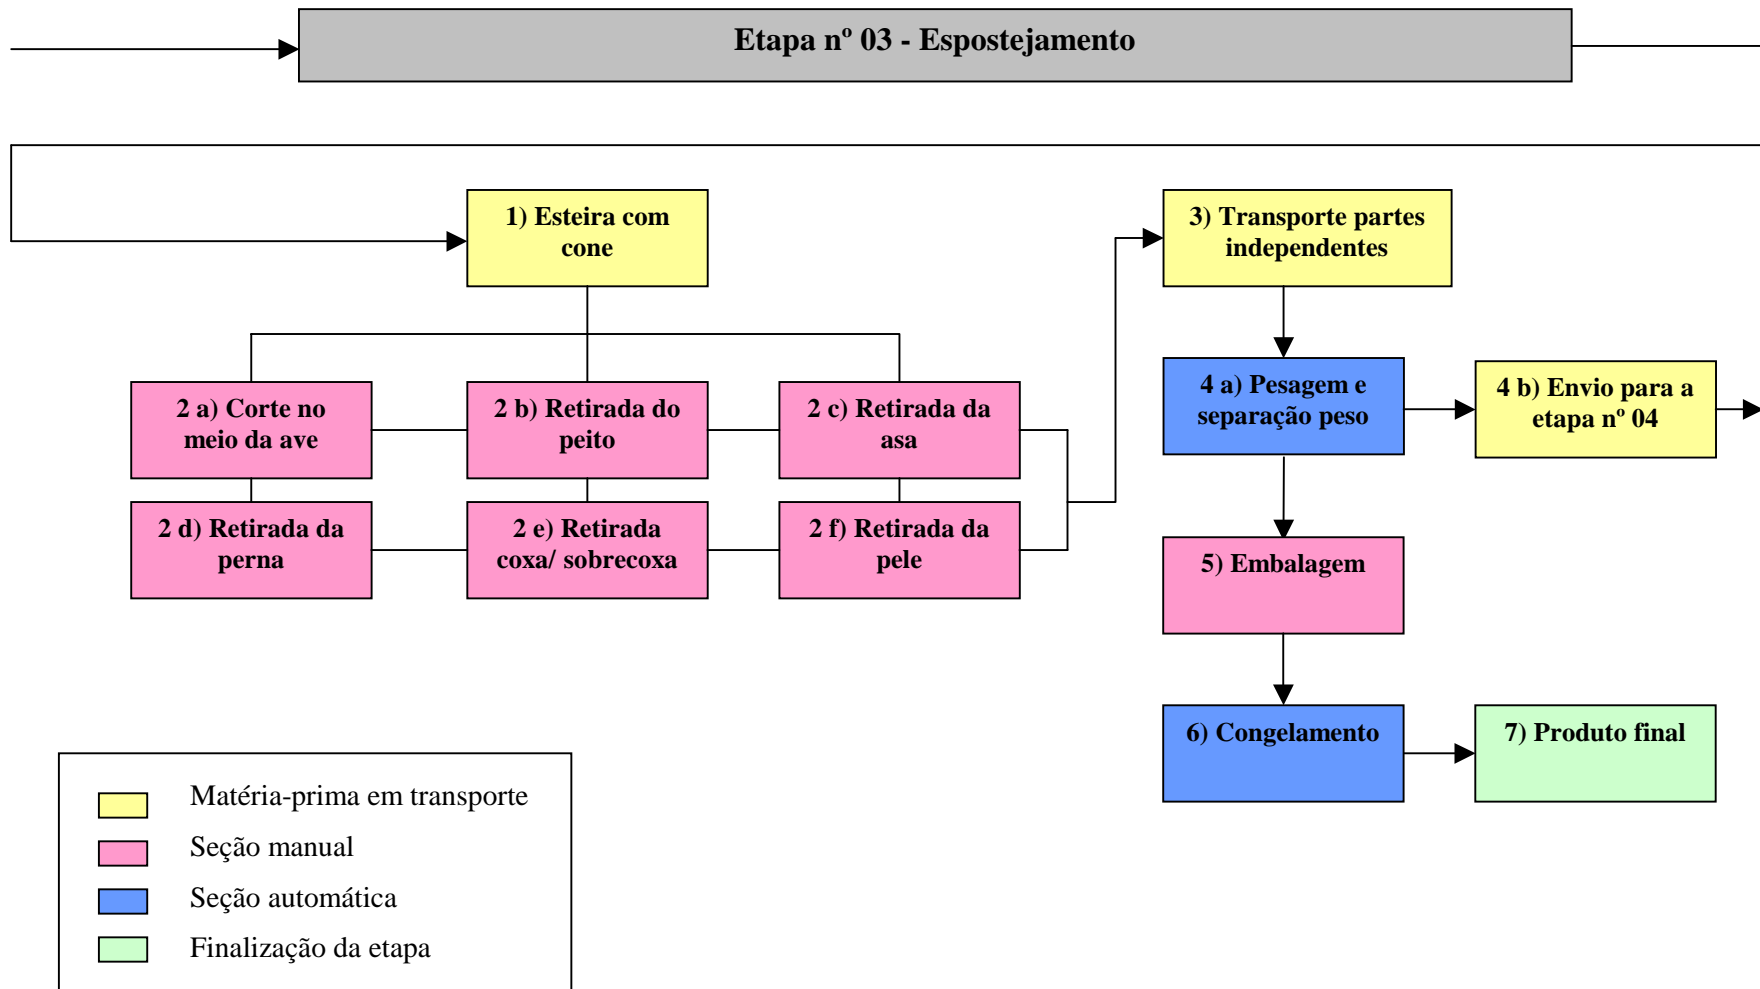 Etapa nº 03 - Espostejamento
1) Esteira com
cone
3) Transporte partes
independentes
2 a) Corte no
meio da ave
2 b) Retirada do
peito
2 c) Retirada da
asa
4 a) Pesagem e
separação peso
4 b) Envio para a
etapa nº 04
2 d) Retirada da
perna
2 e) Retirada
coxa/ sobrecoxa
2 f) Retirada da
pele
5) Embalagem
6) Congelamento
7) Produto final
Matéria-prima em transporte
Seção manual
Seção automática
Finalização da etapa